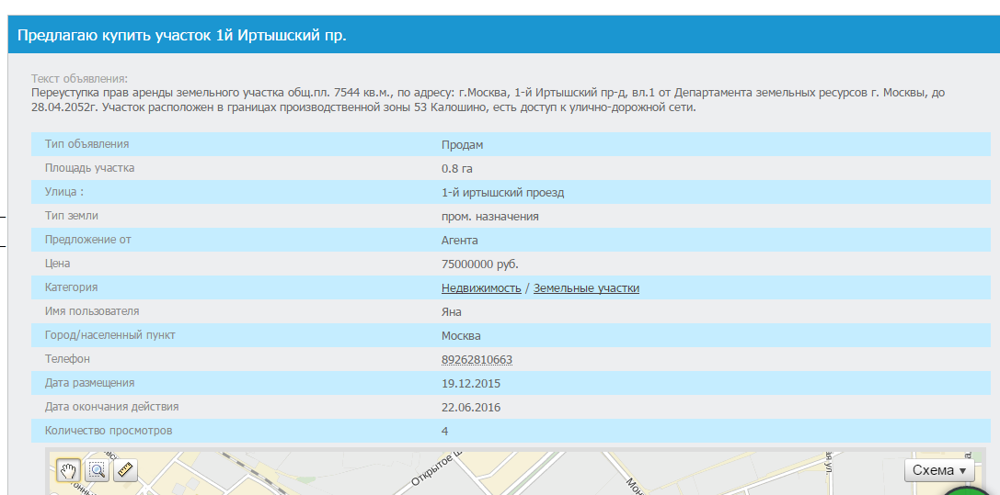 Предлагаю купить участок 1й Иртышский пр.
Текст объявления:
Переуступка прав аренды земельного участка общ.пл. 7544 кв.м., по адресу: г.Москва, 1-й Иртышский пр-д, вл.1 от Департамента земельных ресурсов г. Москвы, до
28.04.2052г. Участок расположен в границах производственной зоны 53 Калошино, есть доступ к улично-дорожной сети.
Тип объявления Продам
Площадь участка 0.8 га
Улица : 1-й иртышский проезд
Тип земли пром. назначения
Предложение от Агента
Цена 75000000 руб.
Категория Недвижимость / Земельные участки
Имя пользователя Яна
Город/населенный пункт Москва
Телефон 89262810663
Дата размещения 19.12.2015
Дата окончания действия 22.06.2016
Количество просмотров 4
Открытое
Схема